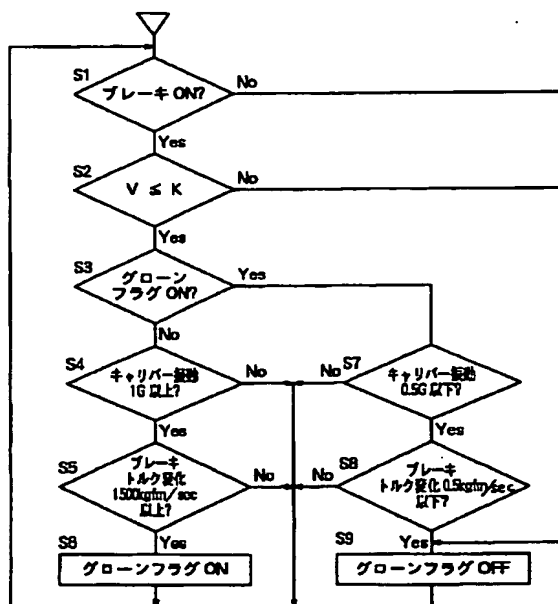 S1
ブレーキ ON?
No
Yes
S2
V ≦ K
No
Yes
S3
グローン
フラグ ON?
Yes
No
S4
キャリパー振動
1G 以上?
No
Yes
S7
キャリパー振動
0.5G 以下?
No
Yes
S5
ブレーキ
トルク変化
1500kgfm/sec
以上?
No
Yes
S8
ブレーキ
トルク変化 0.5kgfm/sec
以下?
No
Yes
S6
グローンフラグ ON
S9
グローンフラグ OFF